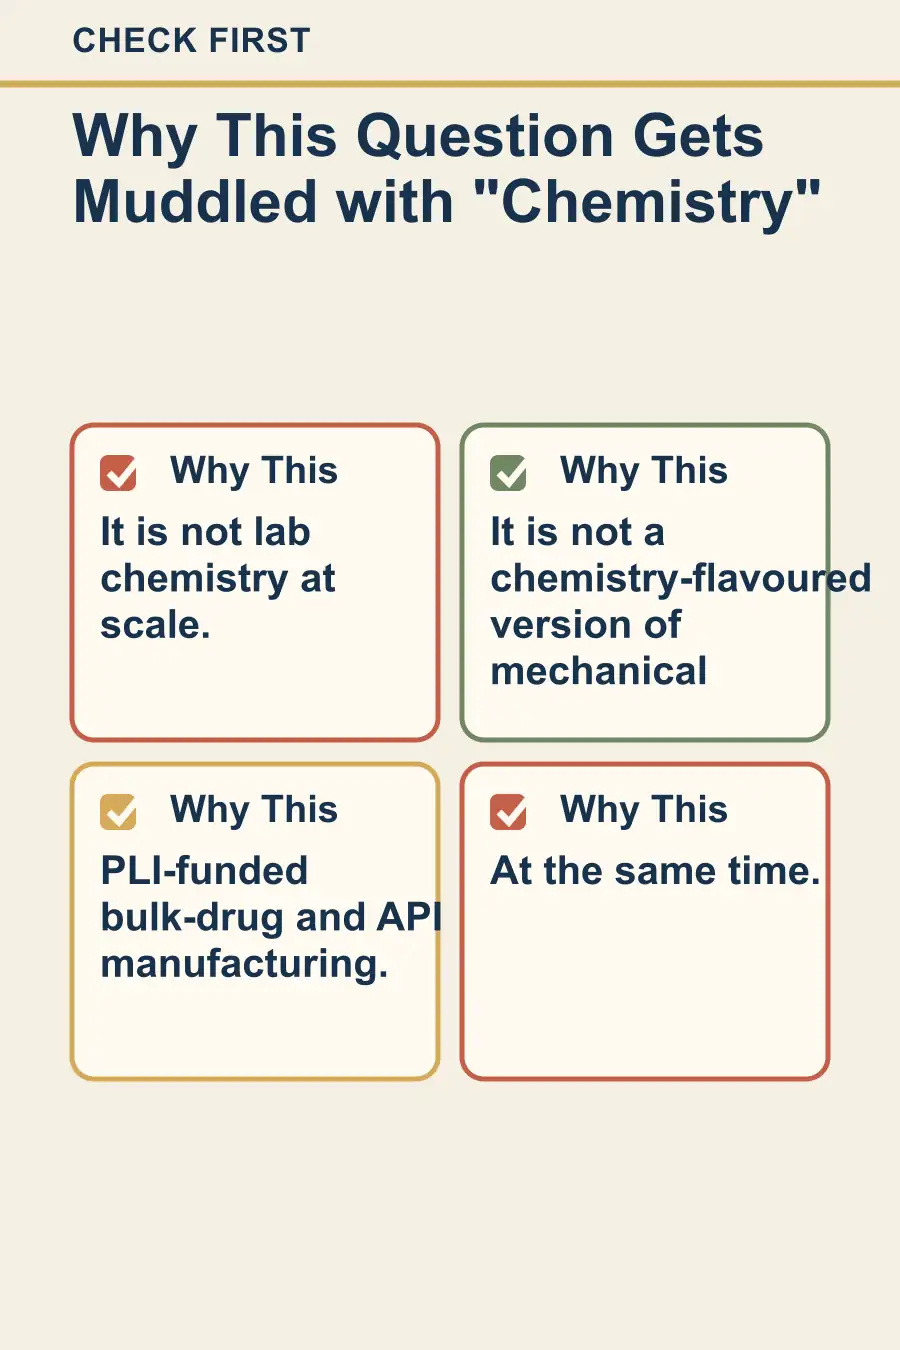 CHECK FIRST
Why This Question Gets
Muddled with "Chemistry"
Why This
It is not lab
chemistry at
scale.
Why This
It is not a
chemistry-flavoured
version of
mechanical
Why This
PLI-funded
bulk-drug and API
manufacturing.
Why This
At the same time.